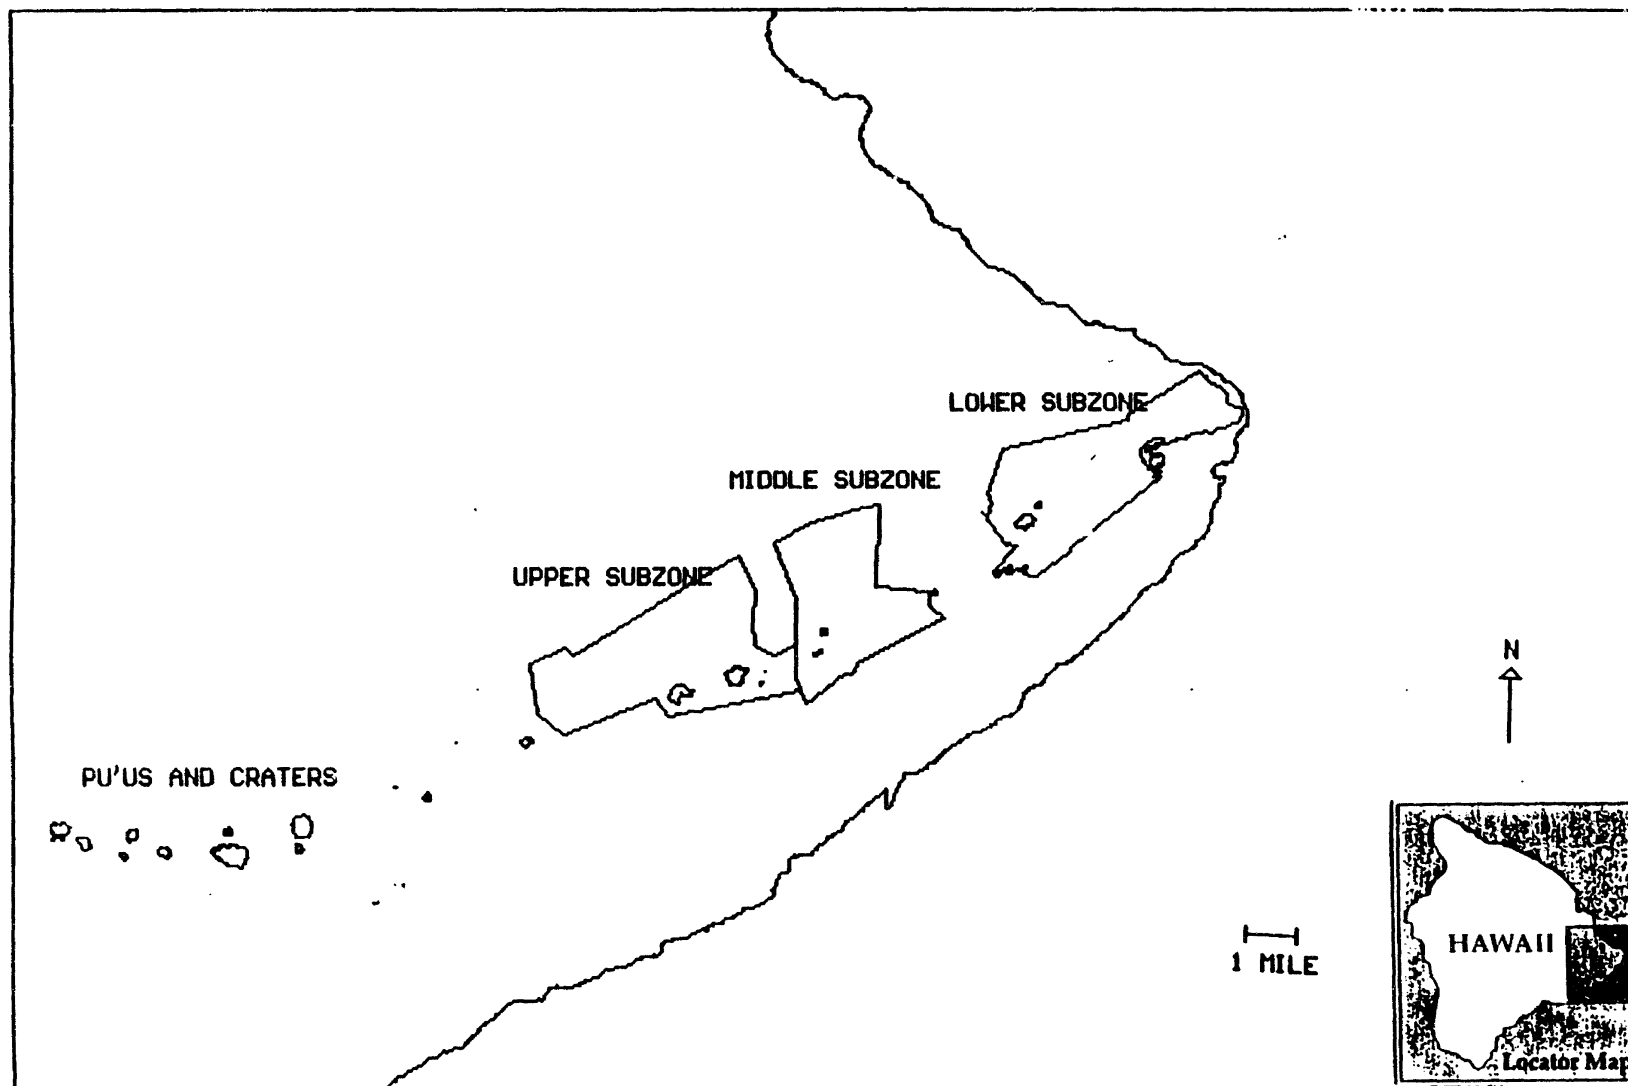 LOWER SUBZONE
MIDDLE SUBZONE
UPPER SUBZONE
N
PU'US AND CRATERS
HAWAII
1 MILE
Locator Map